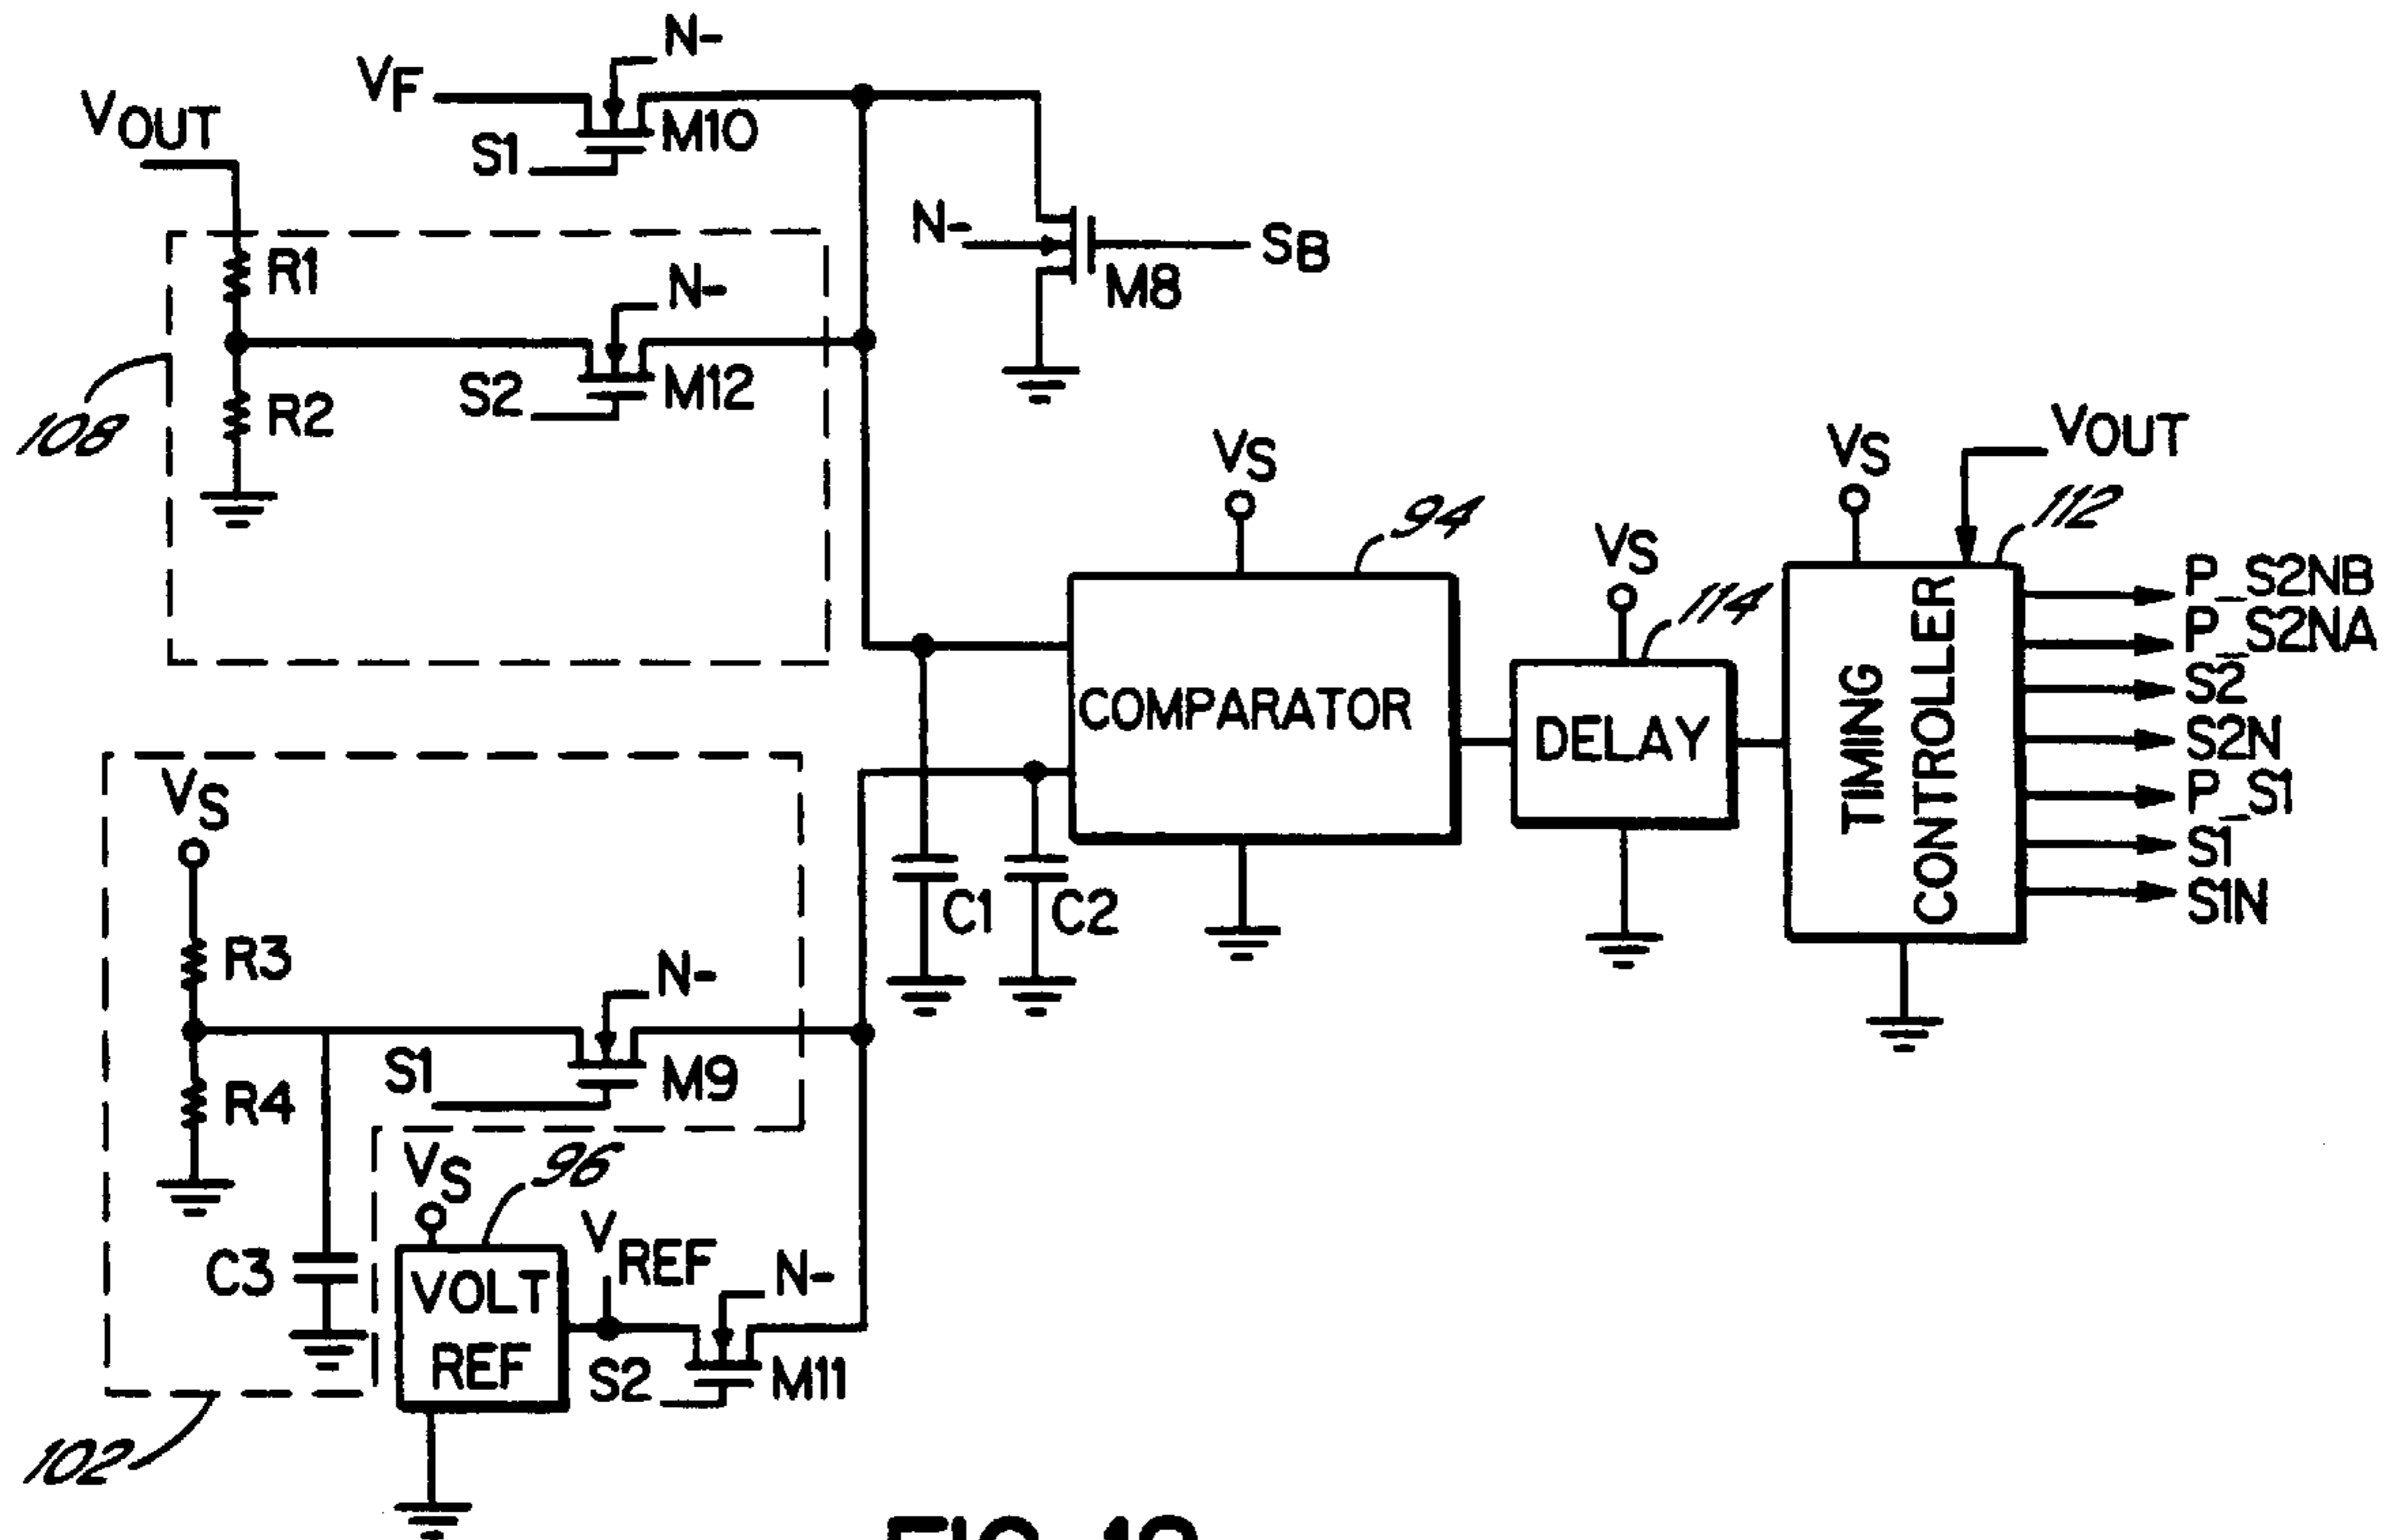 N-
VF
VOUT
S1
M10
N-
SB
M8
R1
N-
S2
M12
R2
108
VS
94
VS
VOUT
112
VS
114
COMPARATOR
DELAY
TIMING CONTROLLER
P_S2NB
P_S2NA
S2
S2N
P_S1
S1
S1N
VS
C1
C2
R3
N-
S1
M9
R4
VS
96
VREF
C3
VOLT
REF
N-
S2
M11
102